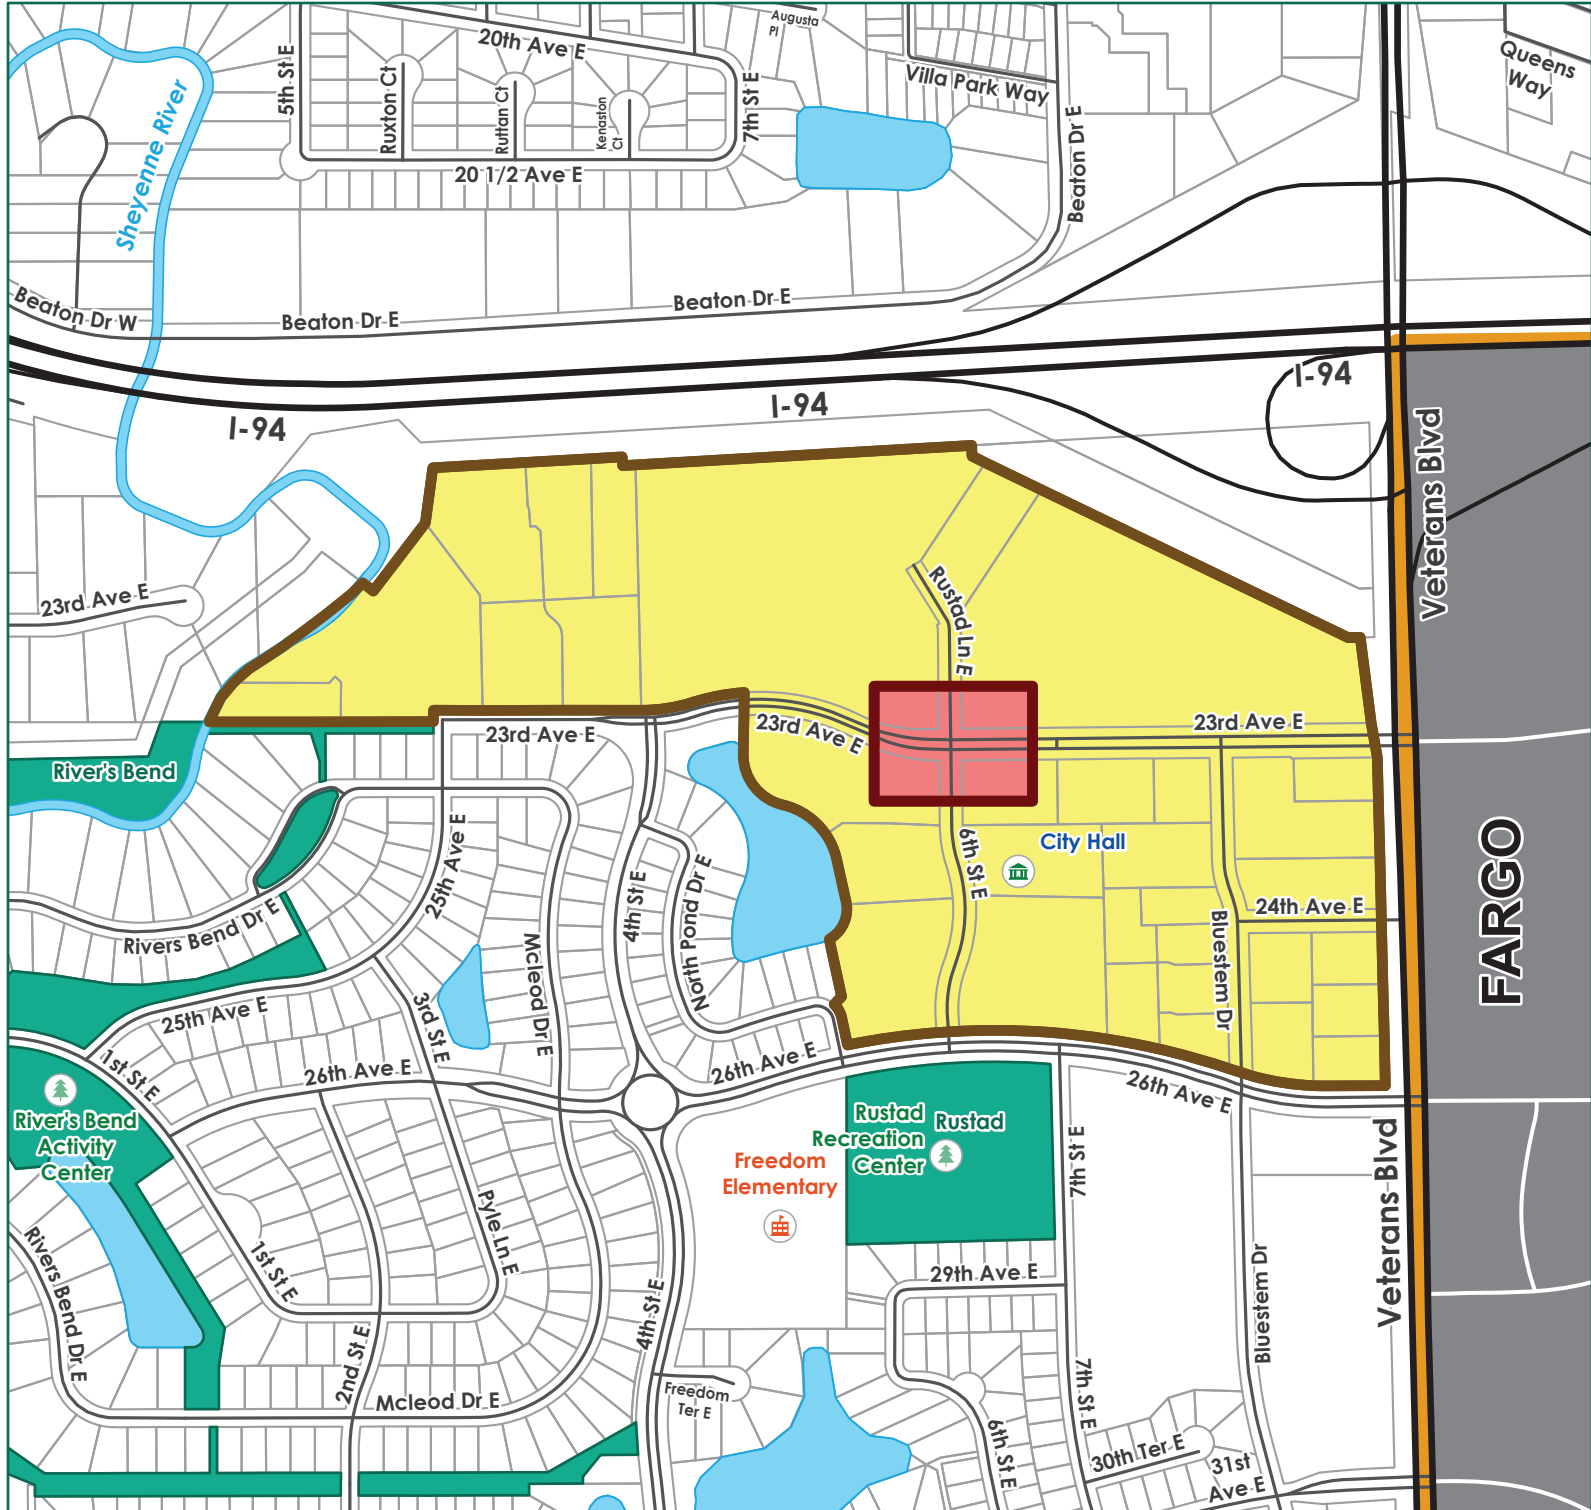 Augusta
Pl
20th Ave E
5th St E
Ruxton Ct
Ruttan Ct
Kenaston
Ct
7th St E
20 1/2 Ave E
Villa Park Way
Beaton Dr E
Queens
Way
Sheyenne River
Beaton Dr W
Beaton Dr E
Beaton Dr E
I-94
I-94
I-94
Veterans Blvd
23rd Ave E
Rustad Ln E
23rd Ave E
23rd Ave E
23rd Ave E
River's Bend
City Hall
6th St E
25th Ave E
4th St E
North Pond Dr E
Mcleod Dr E
Rivers Bend Dr E
24th Ave E
Bluestem Dr
FARGO
25th Ave E
3rd St E
26th Ave E
26th Ave E
26th Ave E
1st St E
River's Bend
Activity
Center
Rustad
Recreation
Center
Rustad
Freedom
Elementary
7th St E
Veterans Blvd
Pyle Ln E
1st St E
Rivers Bend Dr E
29th Ave E
4th St E
Bluestem Dr
2nd St E
Mcleod Dr E
Freedom
Ter E
7th St E
6th St E
30th Ter E
31st
Ave E